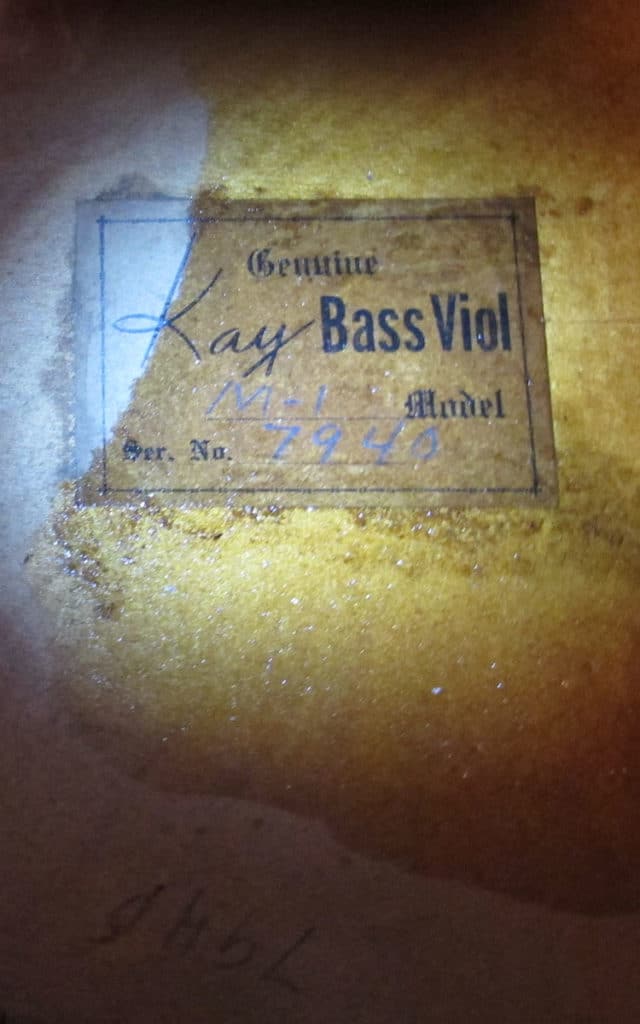 Genuine
Kay Bass Viol
M-1 Model
Ser. No. 7940
7940